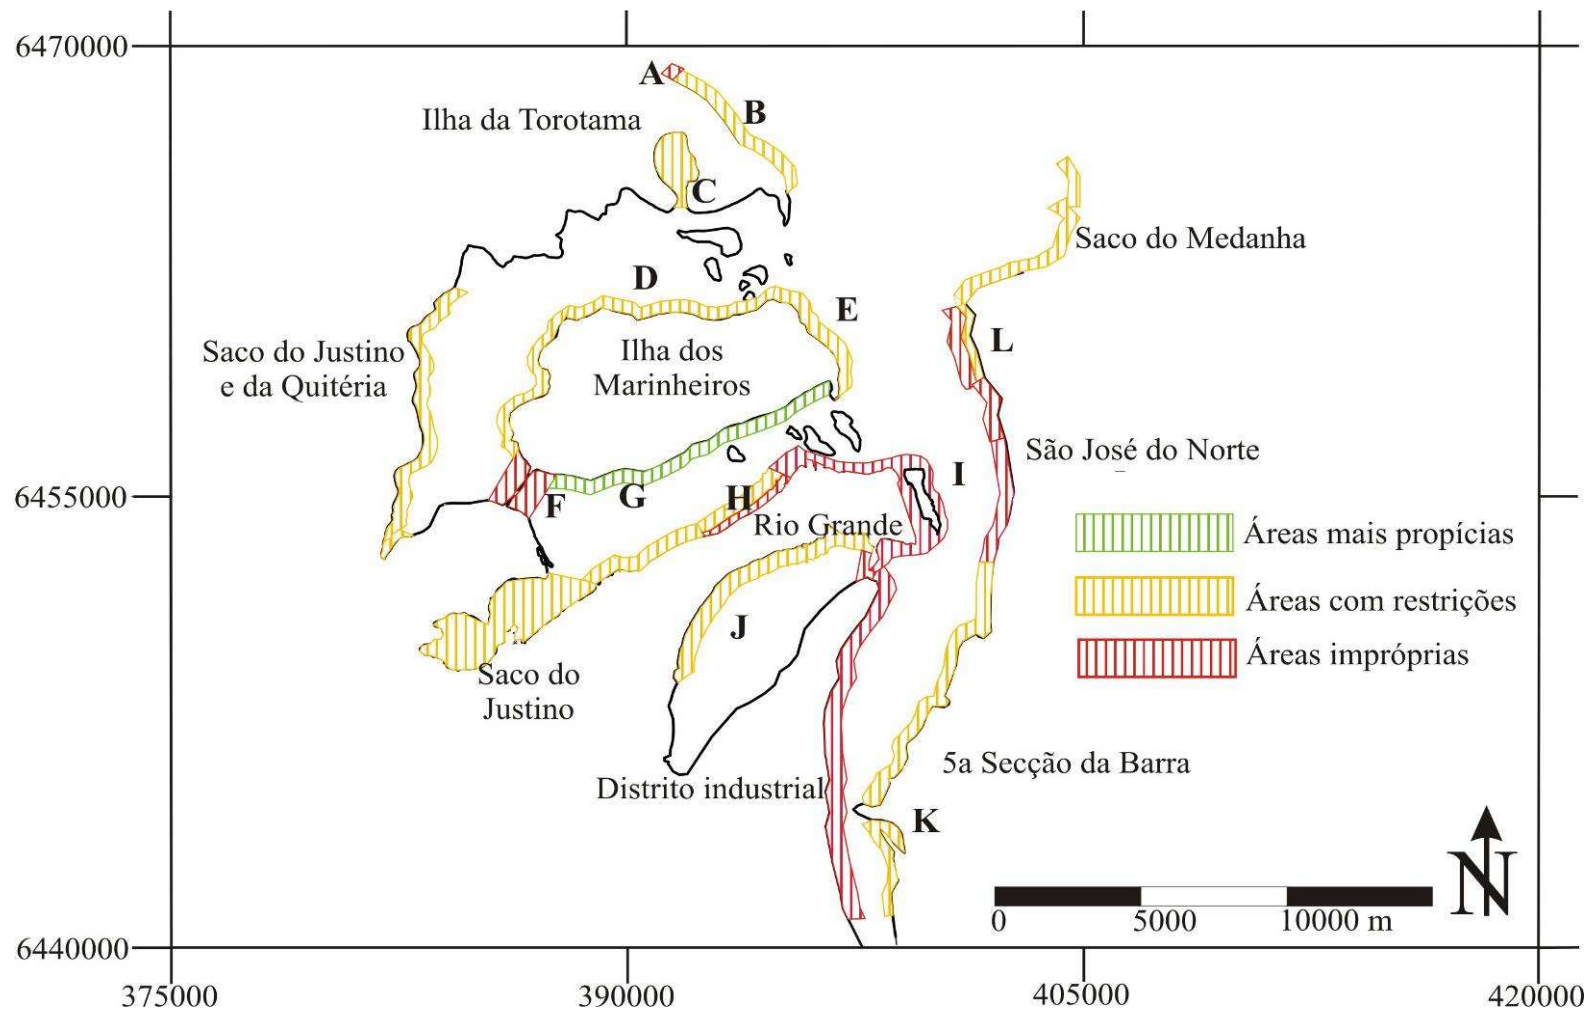 6470000
A
B
Ilha da Torotama
C
Saco do Medanha
D
E
L
Saco do Justino
e da Quitéria
Ilha dos
Marinheiros
São José do Norte
6455000
F
G
H
I
Rio Grande
Áreas mais propícias
Áreas com restrições
J
Áreas impróprias
Saco do
Justino
5a Secção da Barra
Distrito industrial
K
N
0 5000 10000 m
6440000
375000 390000 405000 420000